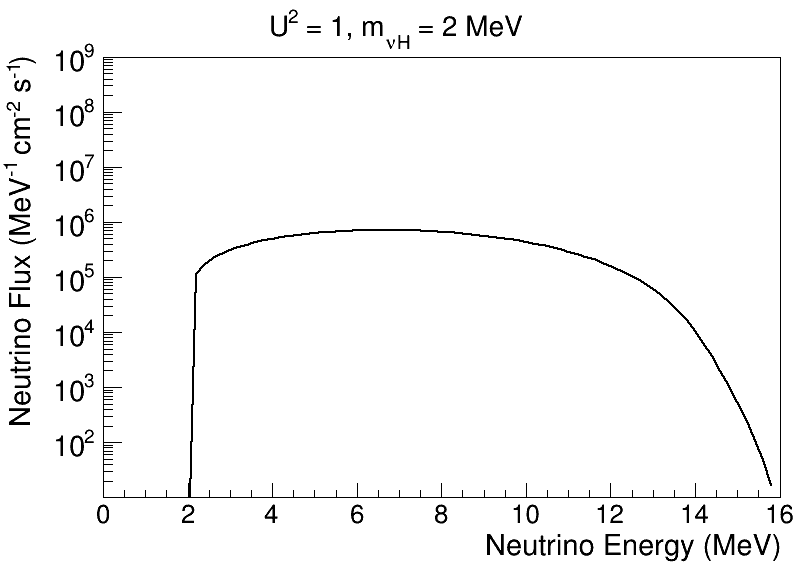 U² = 1, m_νH = 2 MeV
Neutrino Flux (MeV⁻¹ cm⁻² s⁻¹)
10⁹
10⁸
10⁷
10⁶
10⁵
10⁴
10³
10²
0 2 4 6 8 10 12 14 16
Neutrino Energy (MeV)